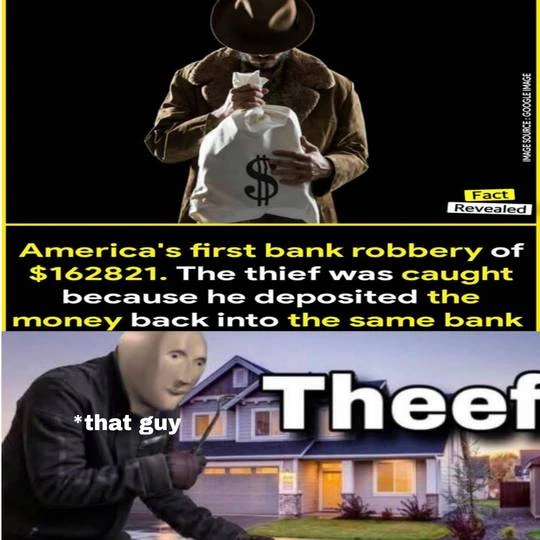 IMAGE SOURCE : GOOGLE IMAGE
Fact
Revealed
America's first bank robbery of
$162821. The thief was caught
because he deposited the
money back into the same bank
*that guy
Theef